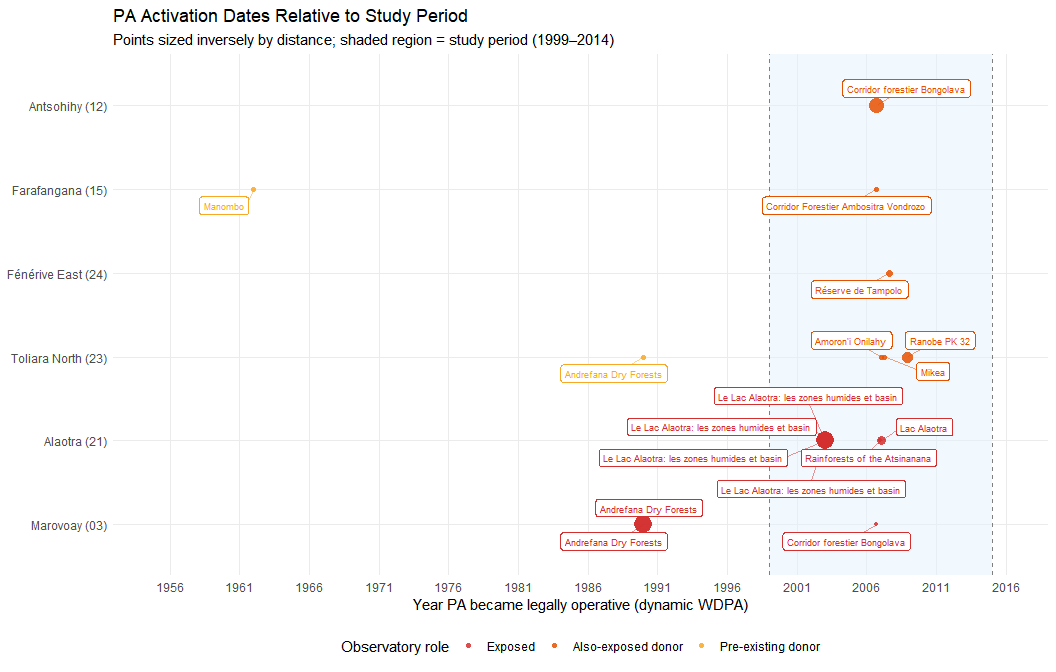 PA Activation Dates Relative to Study Period
Points sized inversely by distance; shaded region = study period (1999–2014)
Antsohihy (12)
Corridor forestier Bongolava
Farafangana (15)
Manombo
Corridor Forestier Ambositra Vondrozo
Fénérive East (24)
Réserve de Tampolo
Toliara North (23)
Amoron'i Onilahy
Ranobe PK 32
Andrefana Dry Forests
Mikea
Le Lac Alaotra: les zones humides et basin
Le Lac Alaotra: les zones humides et basin
Lac Alaotra
Alaotra (21)
Le Lac Alaotra: les zones humides et basin
Rainforests of the Atsinanana
Le Lac Alaotra: les zones humides et basin
Andrefana Dry Forests
Marovoay (03)
Andrefana Dry Forests
Corridor forestier Bongolava
1956 1961 1966 1971 1976 1981 1986 1991 1996 2001 2006 2011 2016
Year PA became legally operative (dynamic WDPA)
Observatory role Exposed Also-exposed donor Pre-existing donor